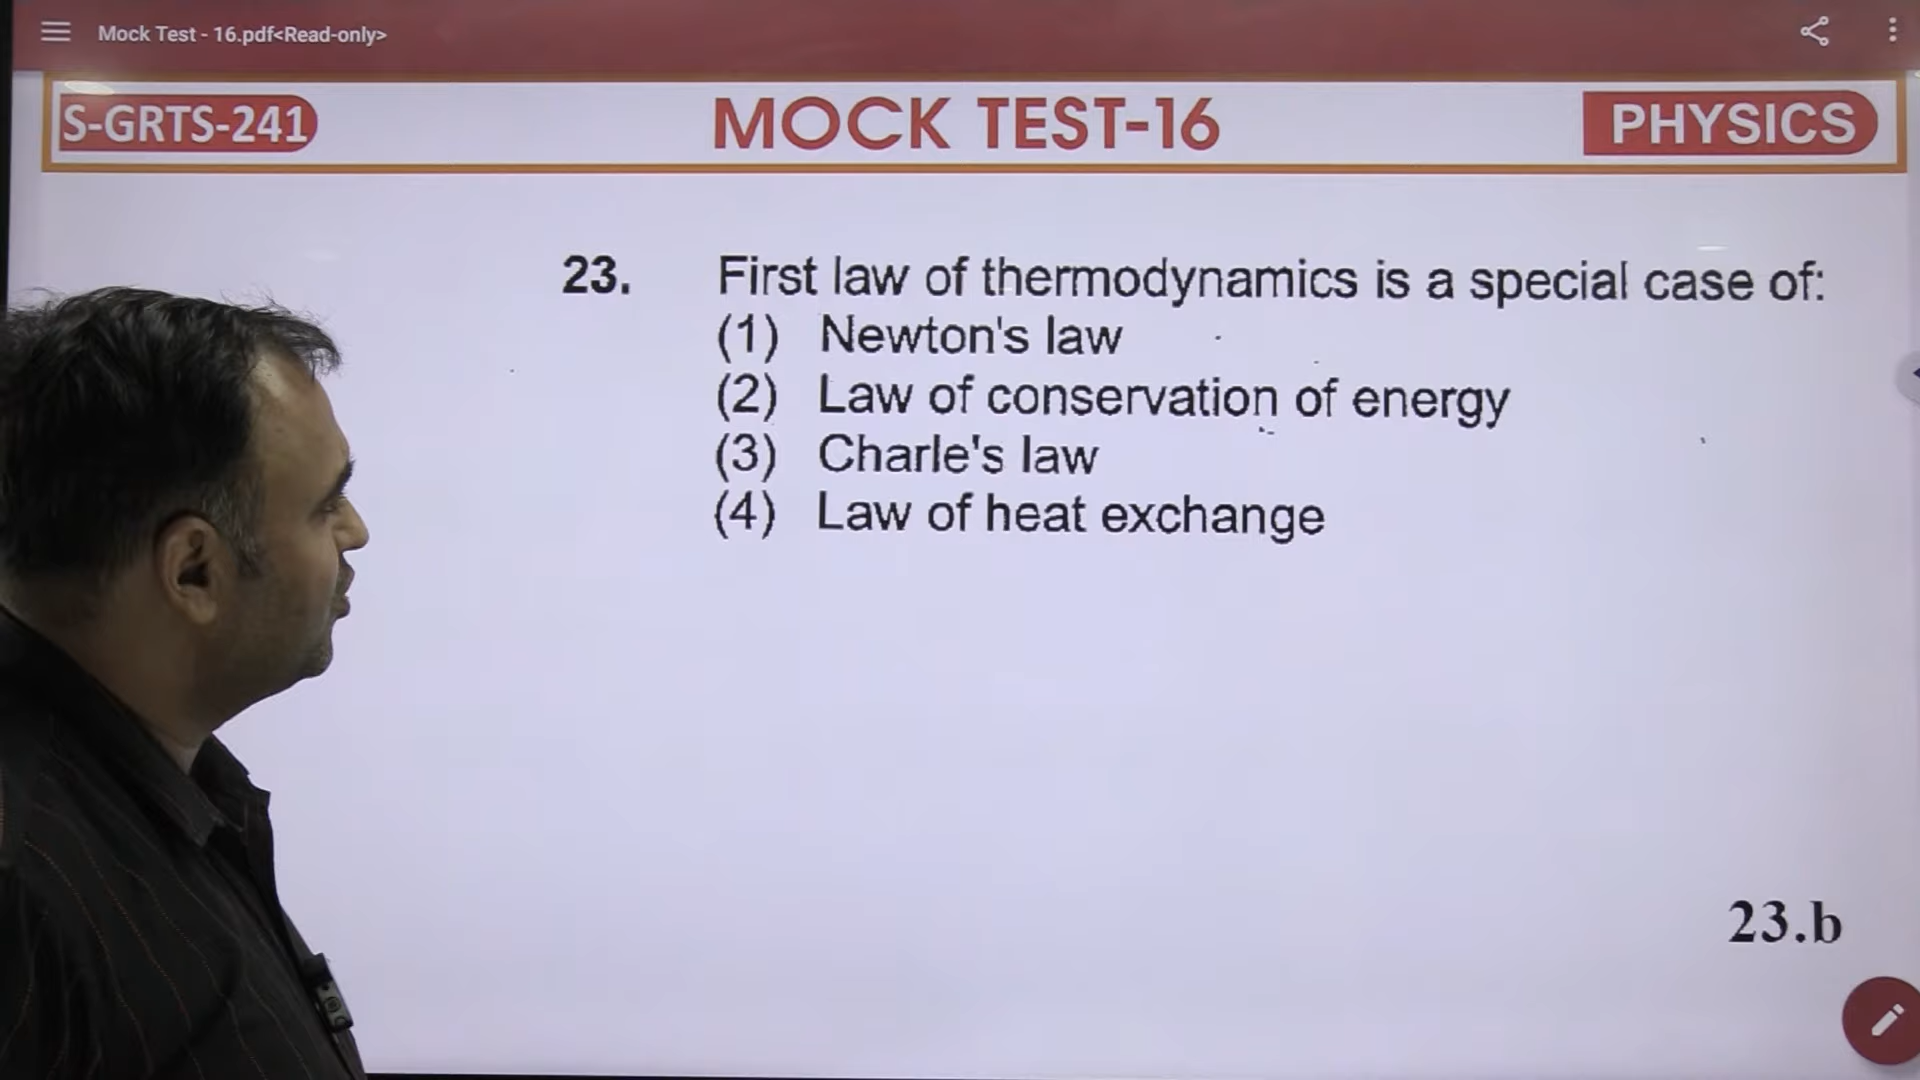 Mock Test - 16.pdf<Read-only>
S-GRTS-241
MOCK TEST-16
PHYSICS
23. First law of thermodynamics is a special case of:
(1) Newton's law
(2) Law of conservation of energy
(3) Charle's law
(4) Law of heat exchange
23.b